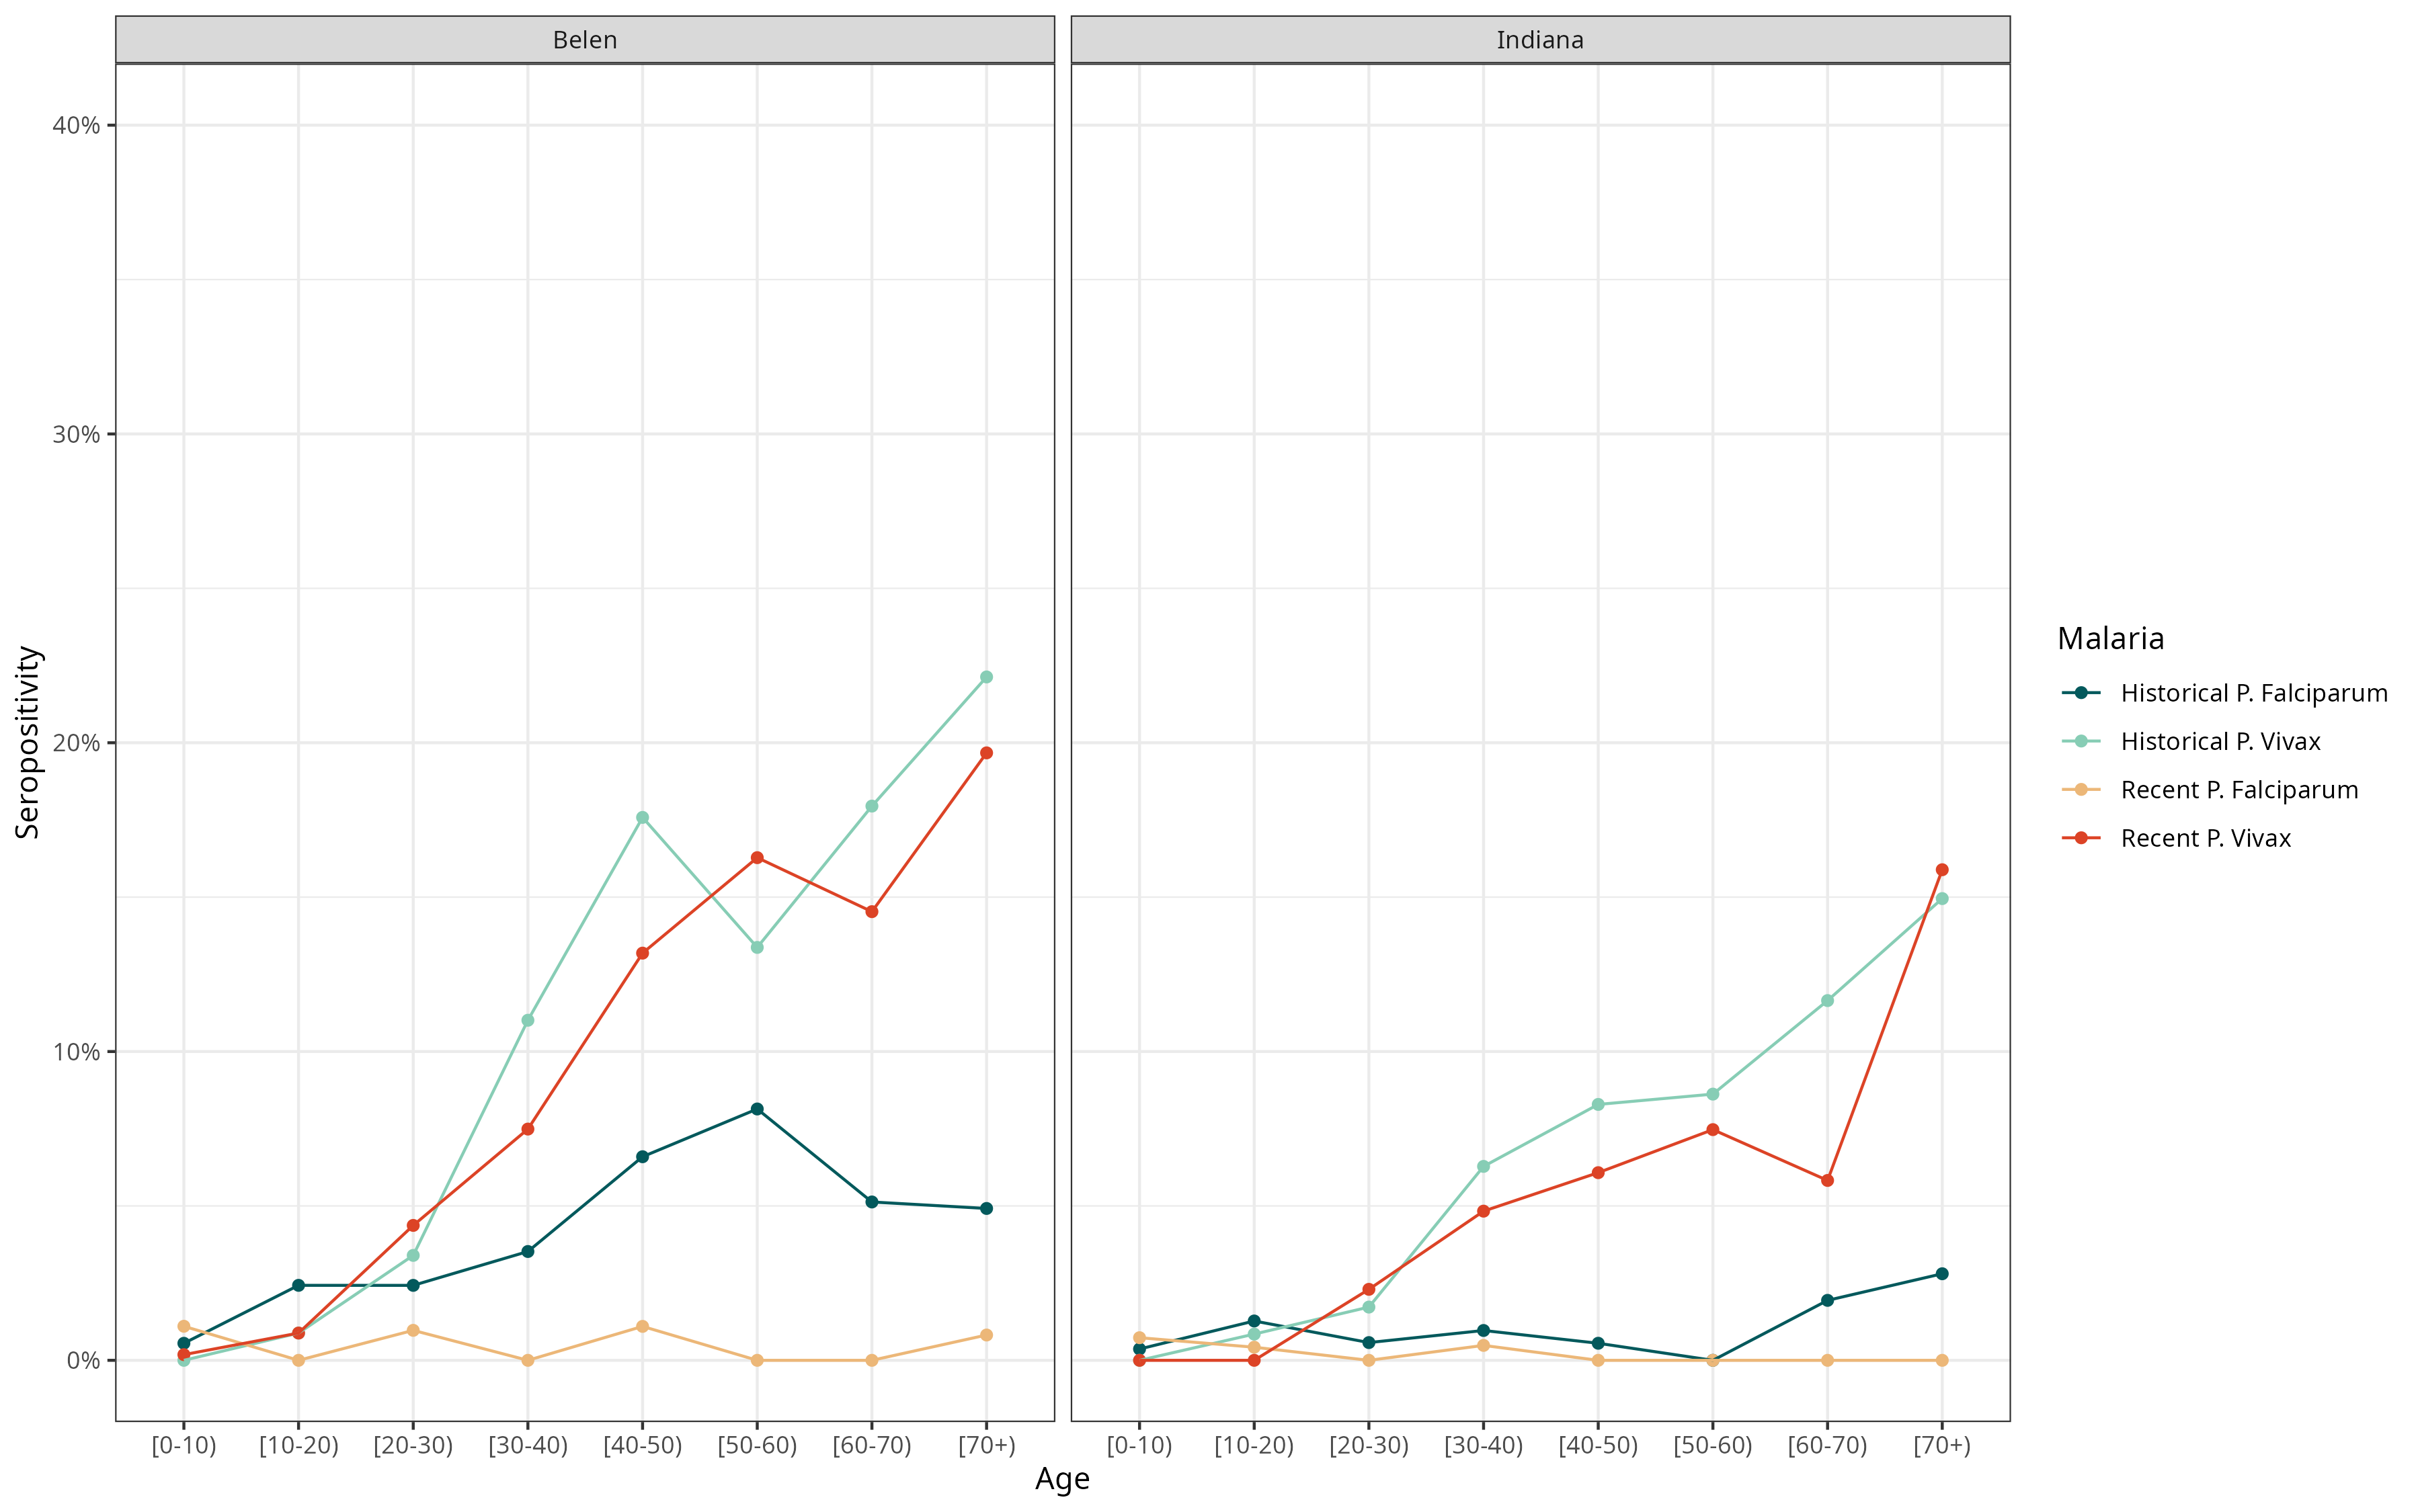 Belen
Indiana
40%
30%
20%
10%
0%
Seropositivity
[0-10) [10-20) [20-30) [30-40) [40-50) [50-60) [60-70) [70+)
[0-10) [10-20) [20-30) [30-40) [40-50) [50-60) [60-70) [70+)
Age
Malaria
Historical P. Falciparum
Historical P. Vivax
Recent P. Falciparum
Recent P. Vivax